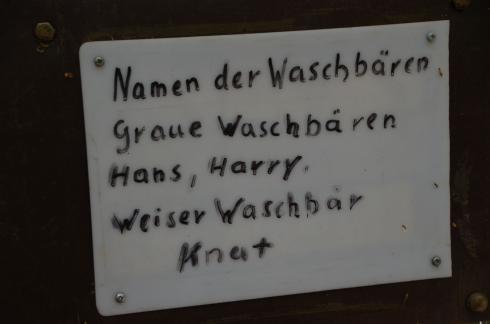 Namen der Waschbären
Graue Waschbären
Hans, Harry.
Weiser Waschbär
Knut